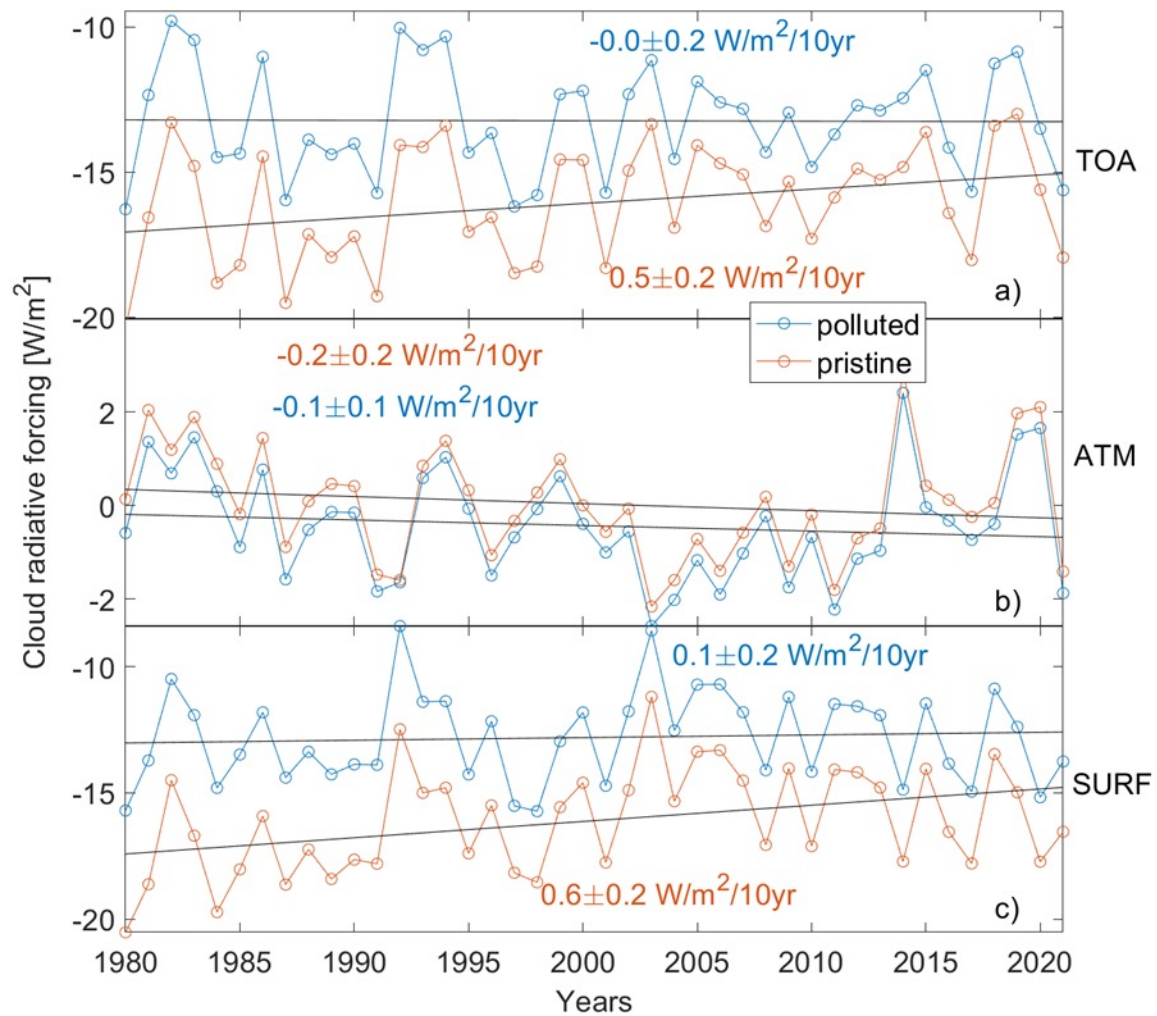 Cloud radiative forcing [W/m²]
-10
-15
-20
-0.0±0.2 W/m²/10yr
0.5±0.2 W/m²/10yr
a)
TOA
polluted
pristine
2
0
-2
-0.2±0.2 W/m²/10yr
-0.1±0.1 W/m²/10yr
b)
ATM
-10
-15
-20
0.1±0.2 W/m²/10yr
0.6±0.2 W/m²/10yr
c)
SURF
1980 1985 1990 1995 2000 2005 2010 2015 2020
Years